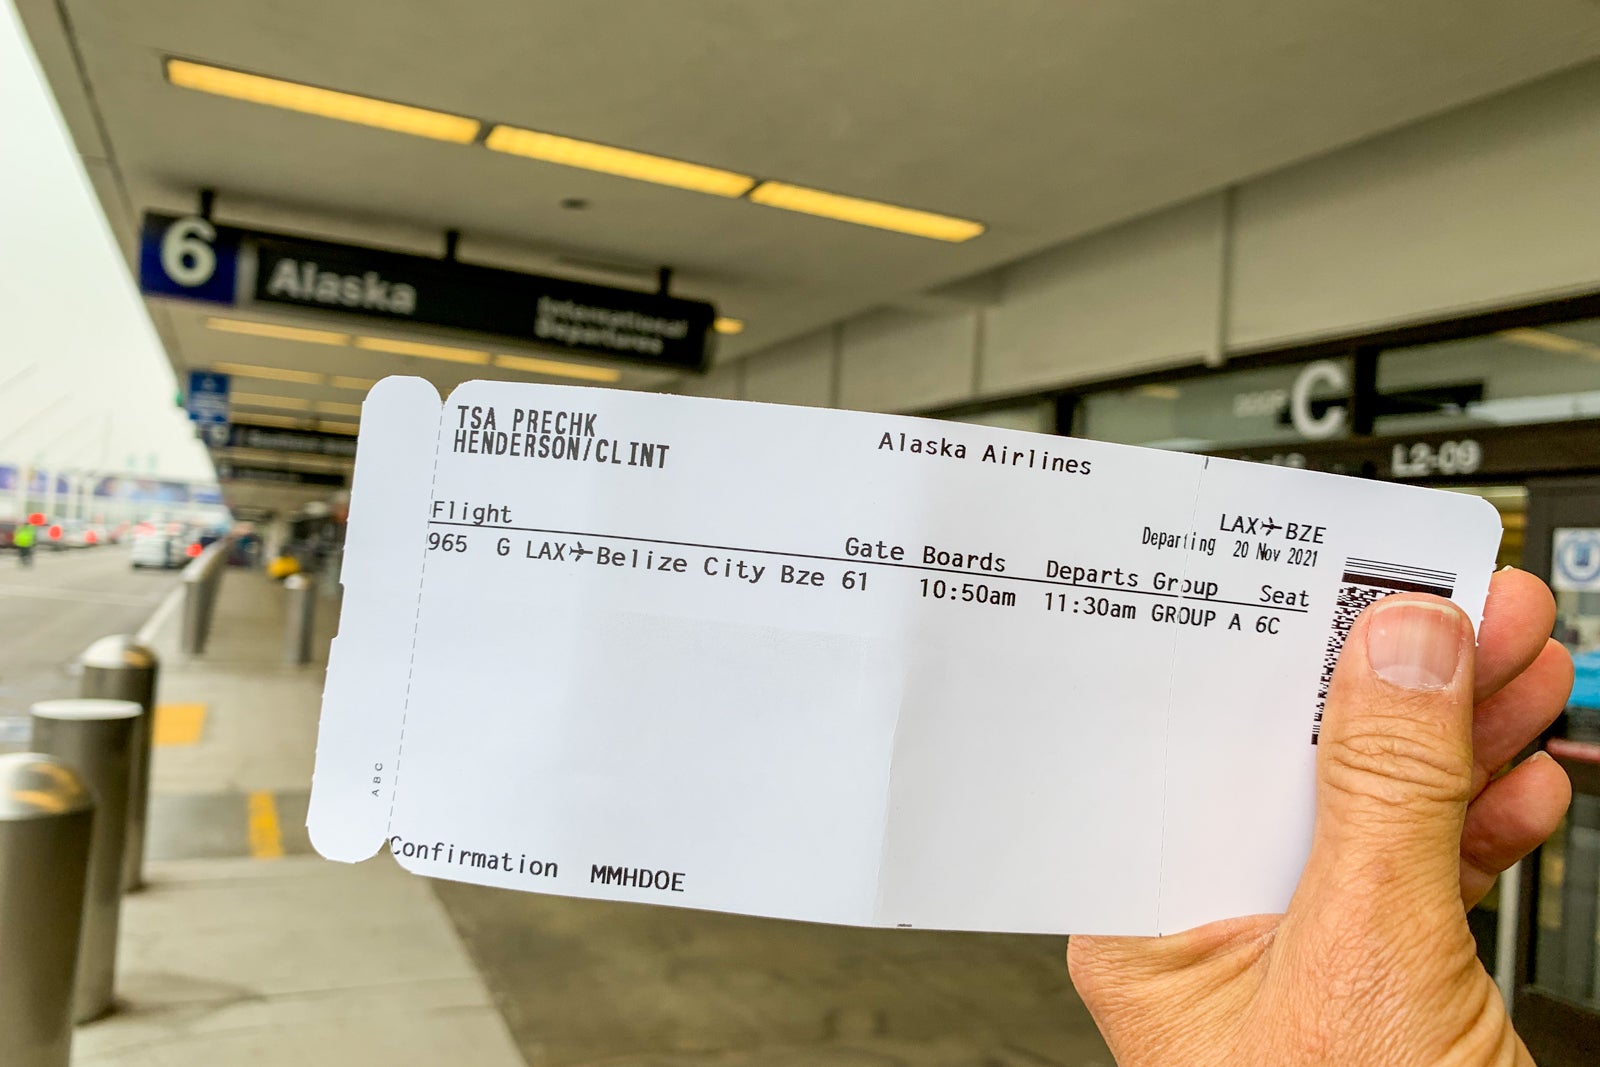 6 Alaska International Departures
C
L2-09
TSA PRECHK
HENDERSON/CLINT
Alaska Airlines
LAX✈BZE
Departing 20 Nov 2021
Flight Gate Boards Departs Group Seat
965 G LAX✈Belize City Bze 61 10:50am 11:30am GROUP A 6C
ABC
Confirmation MMHDOE